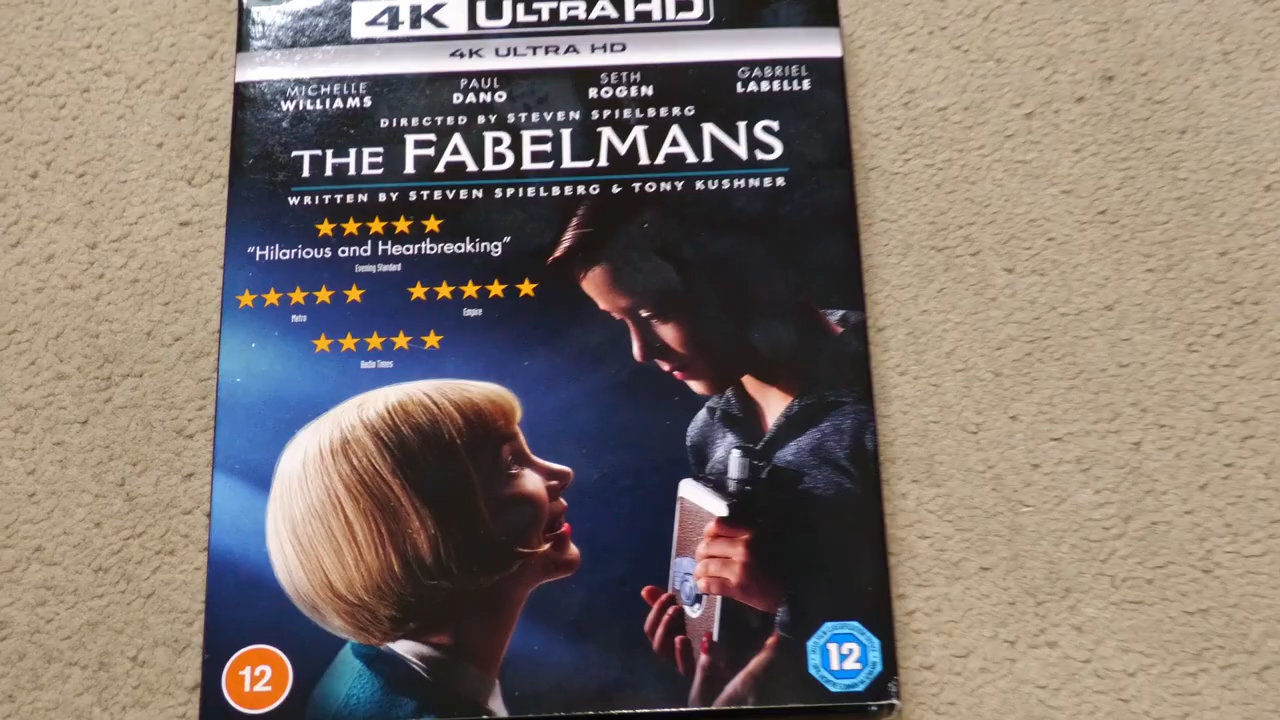 4K ULTRA HD
4K ULTRA HD
MICHELLE WILLIAMS
PAUL DANO
SETH ROGEN
GABRIEL LABELLE
DIRECTED BY STEVEN SPIELBERG
THE FABELMANS
WRITTEN BY STEVEN SPIELBERG & TONY KUSHNER
"Hilarious and Heartbreaking"
Evening Standard
Metro
Empire
Radio Times
12
12